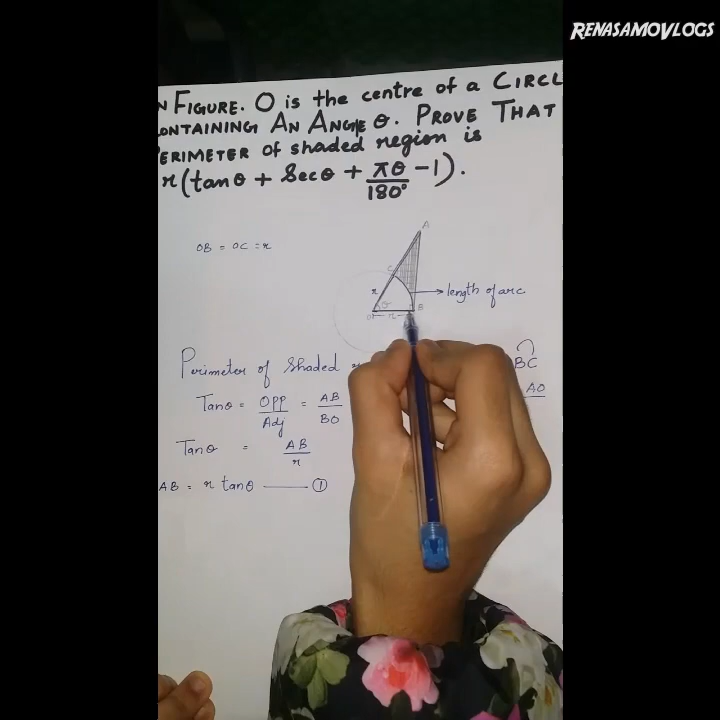 RENASAMOVLOGS
N FIGURE. O is the centre of a CIRCL
ONTAINING AN ANGLE θ. PROVE THAT
ERIMETER of shaded region is
r(tanθ + Secθ + πθ/180° - 1).
OB = OC = r
A
C
r
θ
length of arc
O
r
B
Perimeter of Shaded
BC
Tanθ = OPP/Adj = AB/BO
AO
Tanθ = AB/r
AB = r tanθ ——— ①